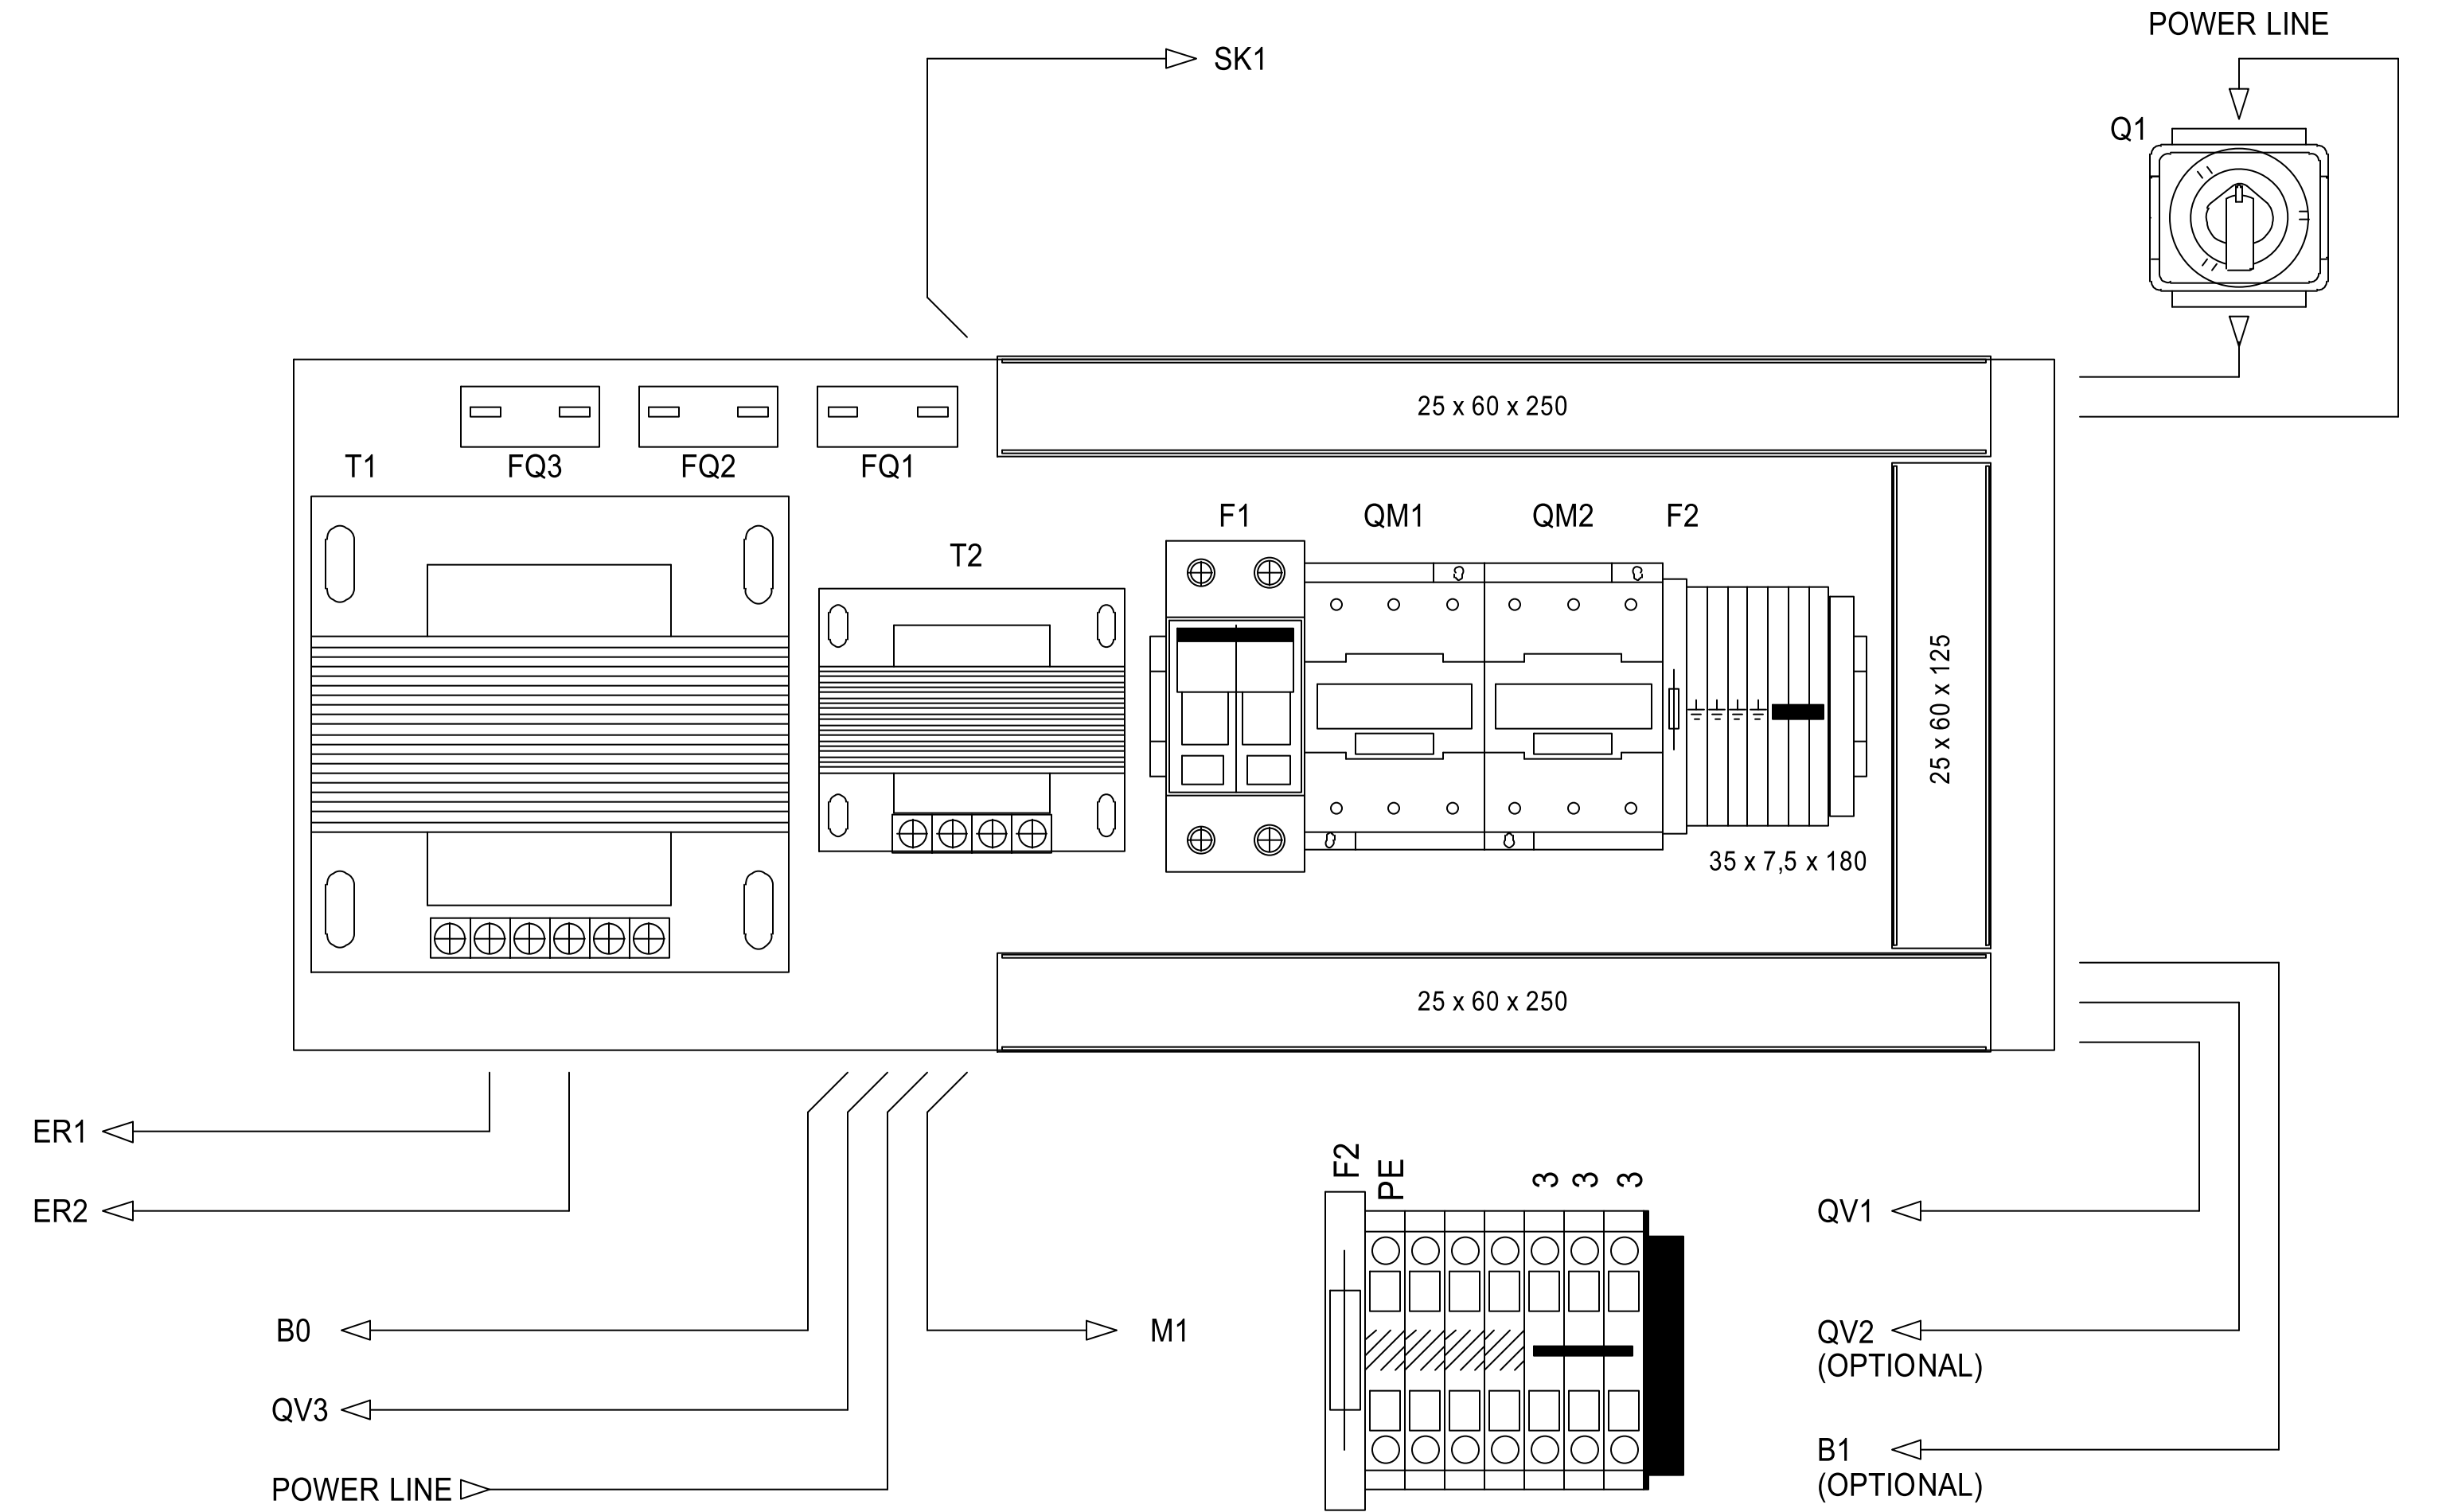 POWER LINE
SK1
Q1
25 x 60 x 250
T1
FQ3
FQ2
FQ1
F1
QM1
QM2
F2
T2
25 x 60 x 125
35 x 7,5 x 180
25 x 60 x 250
ER1
ER2
F2
PE
3
3
3
QV1
B0
M1
QV2
(OPTIONAL)
QV3
B1
(OPTIONAL)
POWER LINE